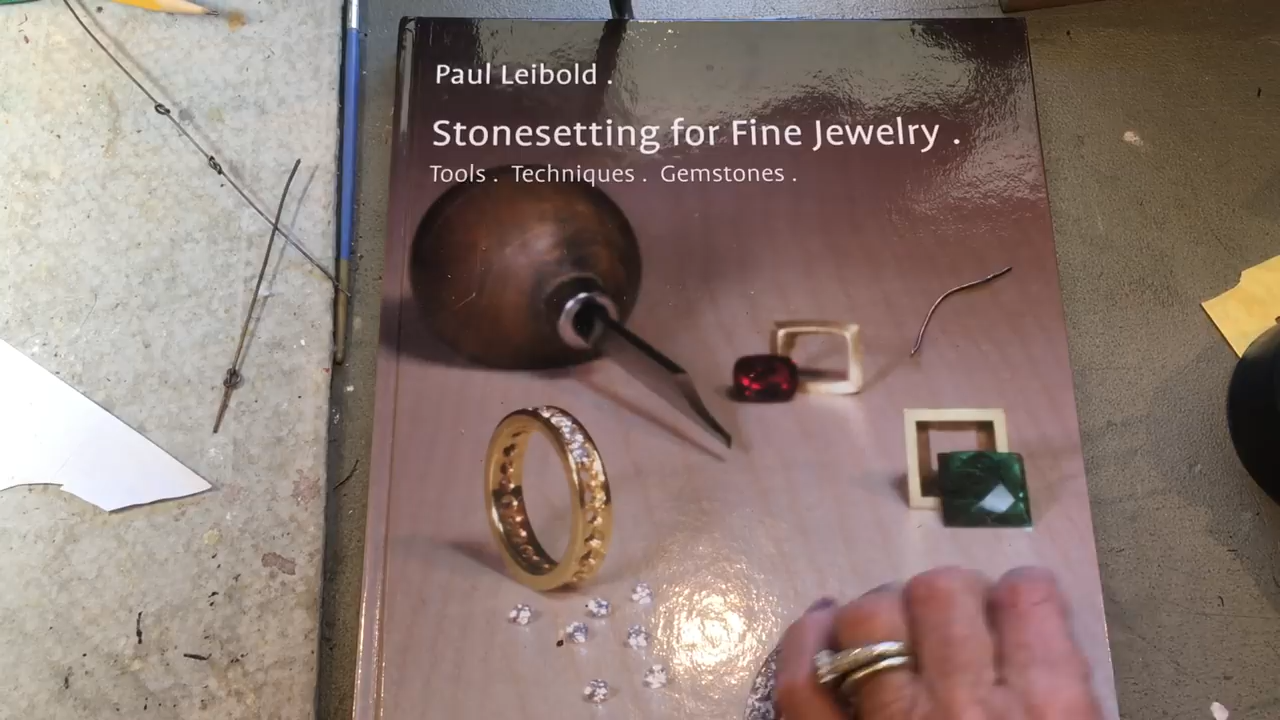 Paul Leibold .
Stonesetting for Fine Jewelry .
Tools . Techniques . Gemstones .